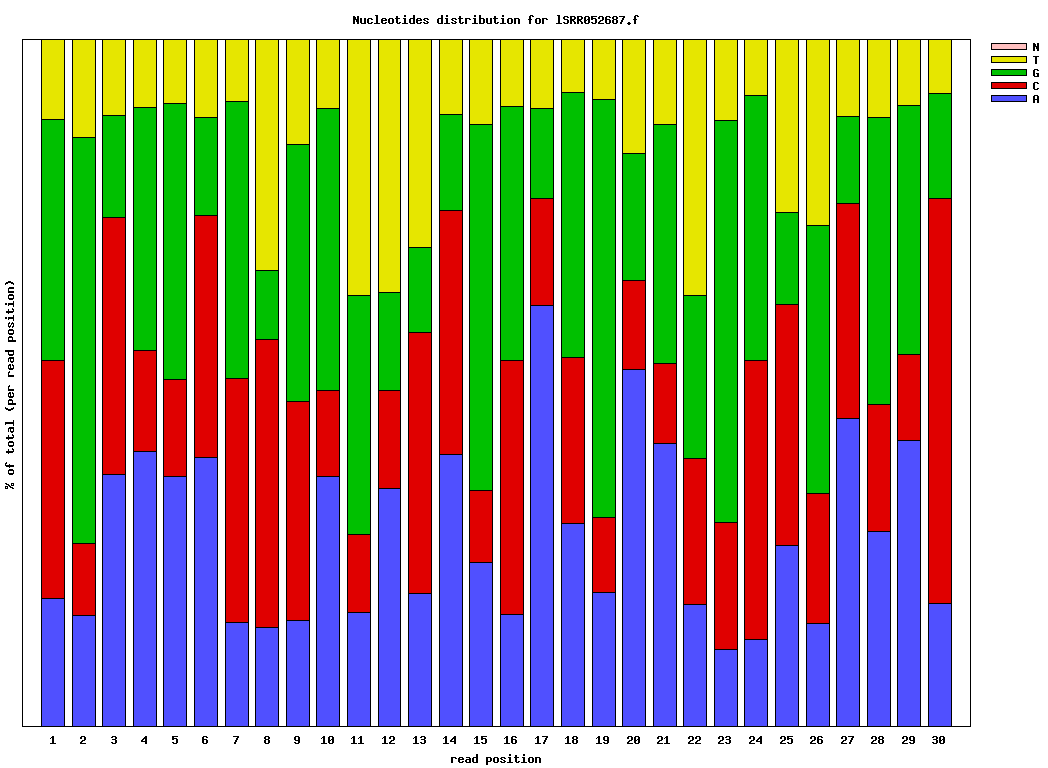 Nucleotides distribution for lSRR052687.f
N
T
G
C
A
% of total (per read position)
1 2 3 4 5 6 7 8 9 10 11 12 13 14 15 16 17 18 19 20 21 22 23 24 25 26 27 28 29 30
read position